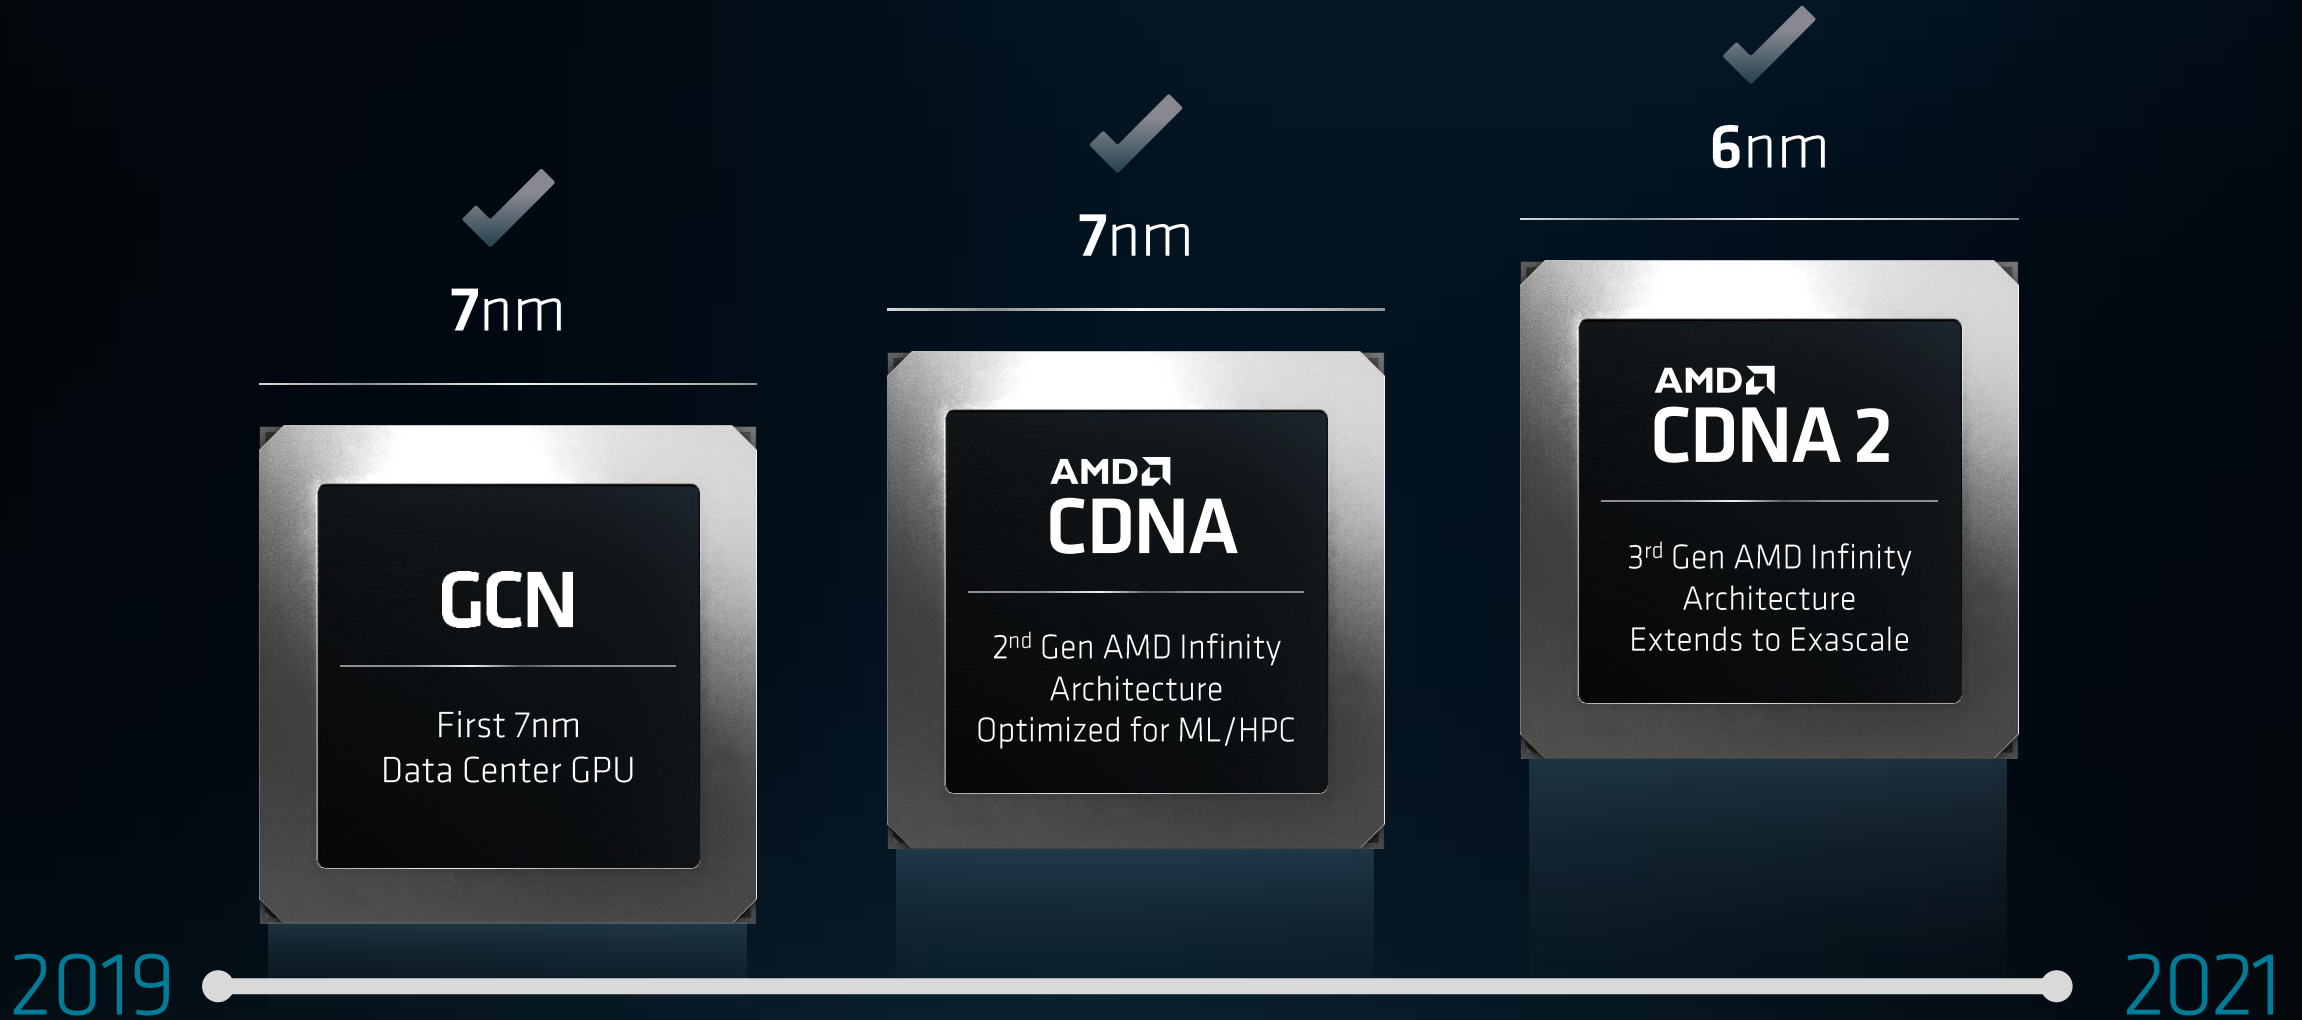 7nm
GCN
First 7nm
Data Center GPU
7nm
AMD
CDNA
2nd Gen AMD Infinity
Architecture
Optimized for ML/HPC
6nm
AMD
CDNA 2
3rd Gen AMD Infinity
Architecture
Extends to Exascale
2019
2021